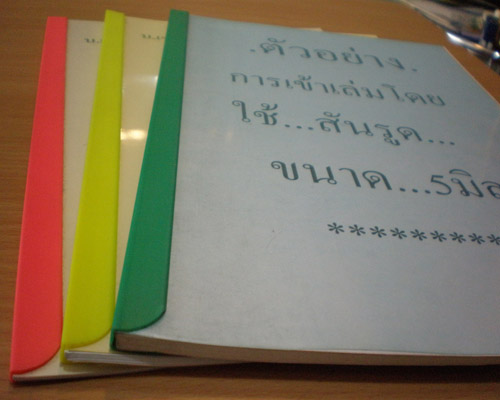 .ตัวอย่าง.
การเข้าเล่มโดย
ใช้...สันรูด...
ขนาด...5มิล
**********